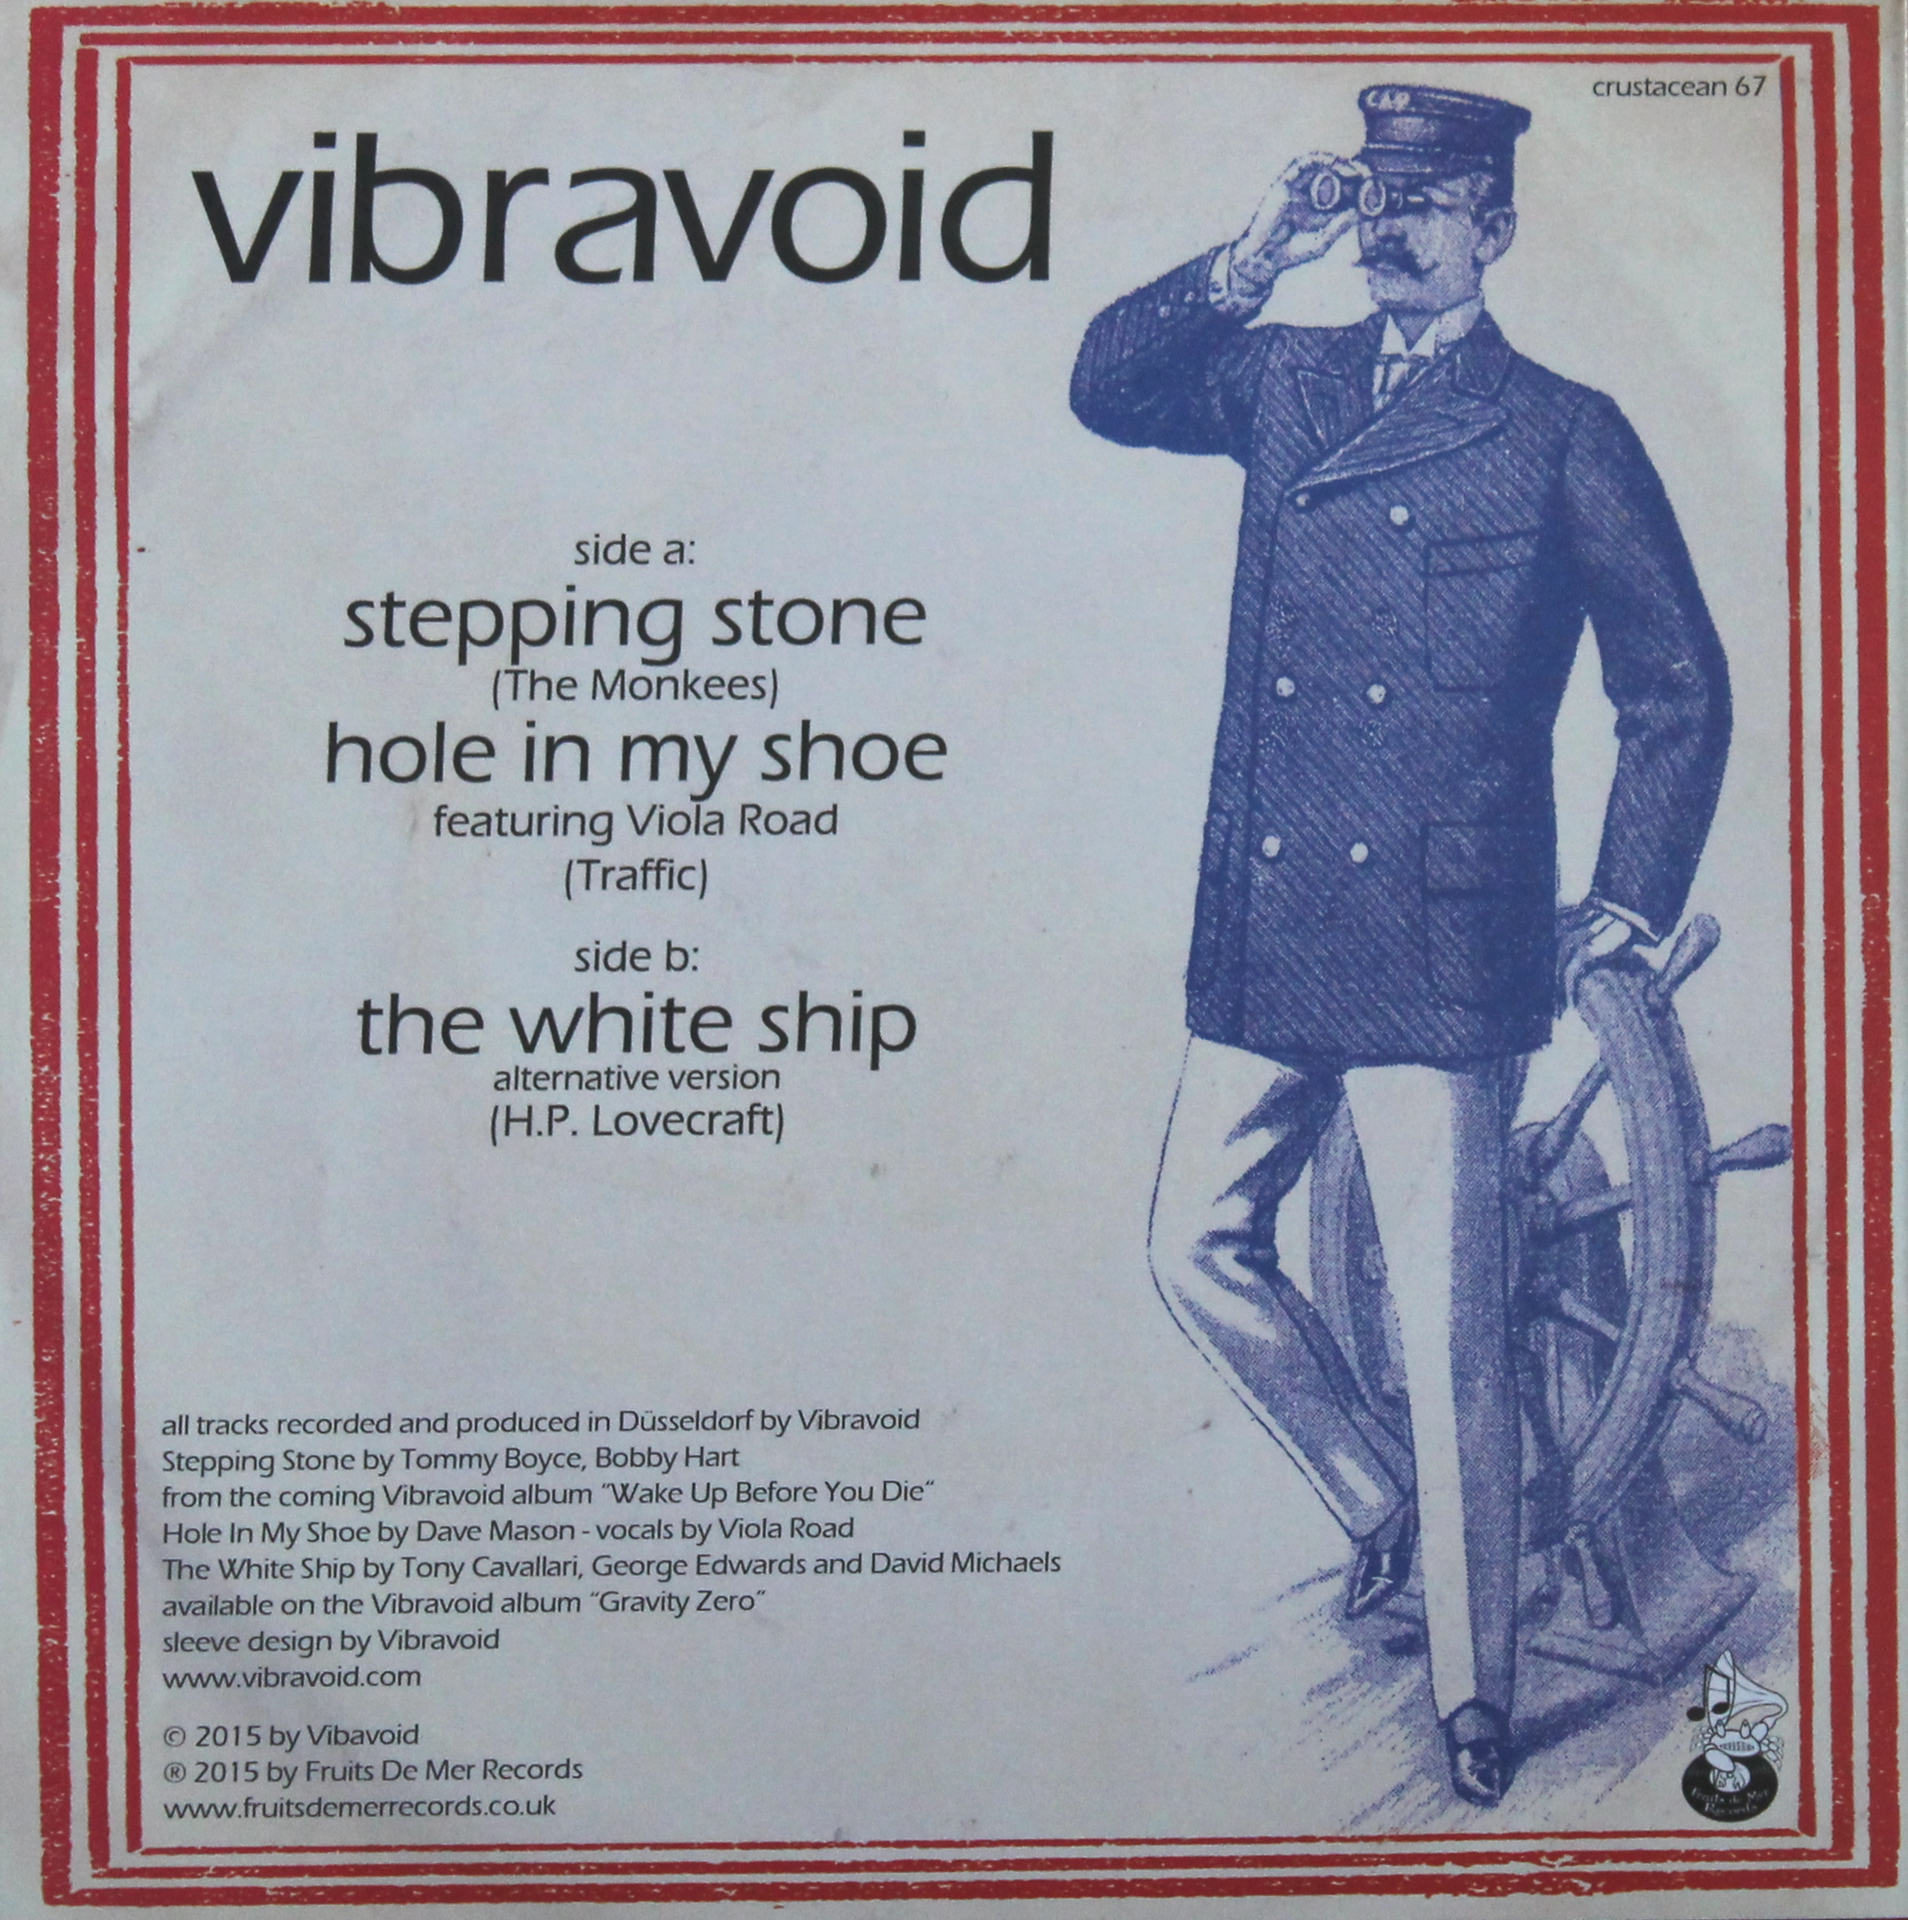 crustacean 67
vibravoid
side a:
stepping stone
(The Monkees)
hole in my shoe
featuring Viola Road
(Traffic)
side b:
the white ship
alternative version
(H.P. Lovecraft)
all tracks recorded and produced in Düsseldorf by Vibravoid
Stepping Stone by Tommy Boyce, Bobby Hart
from the coming Vibravoid album "Wake Up Before You Die"
Hole In My Shoe by Dave Mason - vocals by Viola Road
The White Ship by Tony Cavallari, George Edwards and David Michaels
available on the Vibravoid album "Gravity Zero"
sleeve design by Vibravoid
www.vibravoid.com
© 2015 by Vibavoid
® 2015 by Fruits De Mer Records
www.fruitsdemerrecords.co.uk
Fruits de Mer
Records